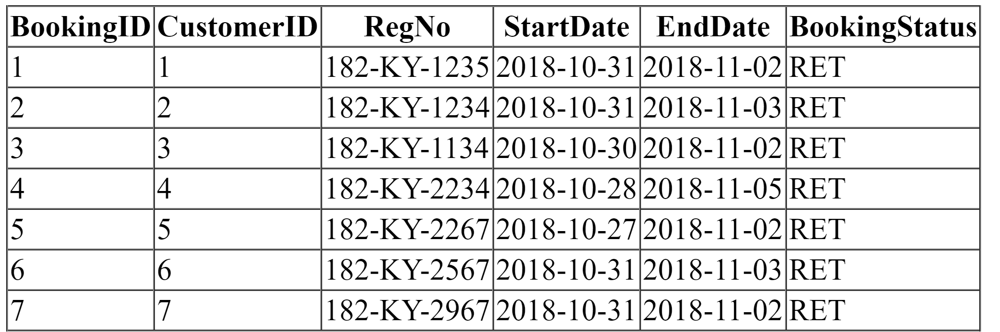 BookingID CustomerID RegNo StartDate EndDate BookingStatus
1 1 182-KY-1235 2018-10-31 2018-11-02 RET
2 2 182-KY-1234 2018-10-31 2018-11-03 RET
3 3 182-KY-1134 2018-10-30 2018-11-02 RET
4 4 182-KY-2234 2018-10-28 2018-11-05 RET
5 5 182-KY-2267 2018-10-27 2018-11-02 RET
6 6 182-KY-2567 2018-10-31 2018-11-03 RET
7 7 182-KY-2967 2018-10-31 2018-11-02 RET